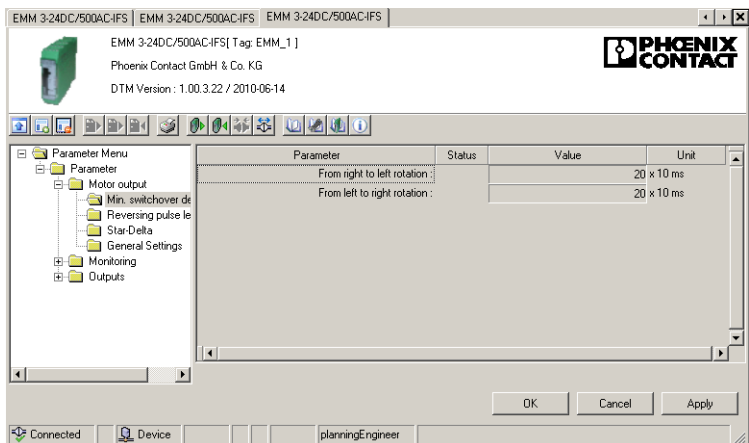 EMM 3-24DC/500AC-IFS EMM 3-24DC/500AC-IFS EMM 3-24DC/500AC-IFS
EMM 3-24DC/500AC-IFS[ Tag: EMM_1 ]
Phoenix Contact GmbH & Co. KG
DTM Version : 1.00.3.22 / 2010-06-14
PHŒNIX
CONTACT
Parameter Menu
Parameter
Motor output
Min. switchover de
Reversing pulse le
Star-Delta
General Settings
Monitoring
Outputs
Parameter Status Value Unit
From right to left rotation : 20 x 10 ms
From left to right rotation : 20 x 10 ms
OK Cancel Apply
Connected Device planningEngineer